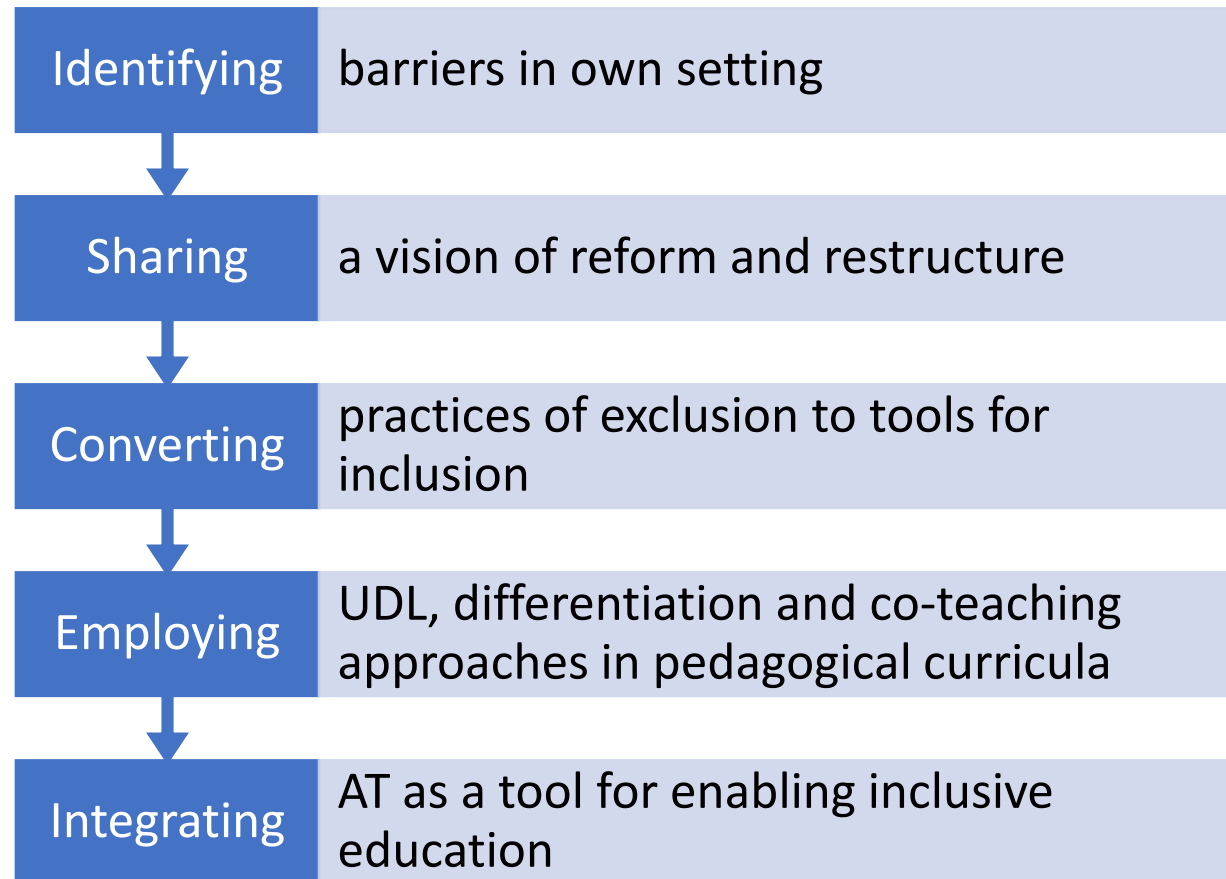 Identifying
barriers in own setting
Sharing
a vision of reform and restructure
Converting
practices of exclusion to tools for
inclusion
Employing
UDL, differentiation and co-teaching
approaches in pedagogical curricula
Integrating
AT as a tool for enabling inclusive
education